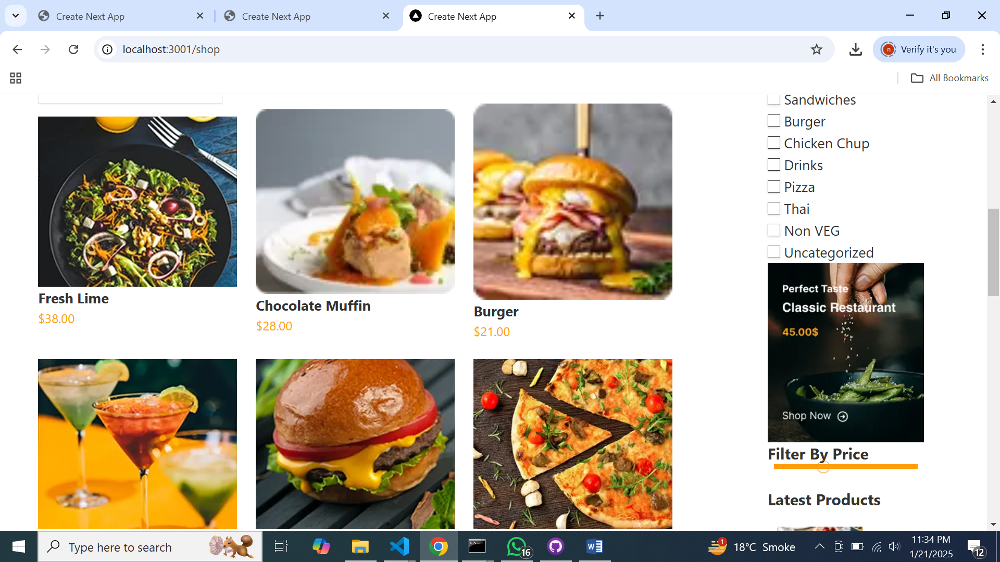 Create Next App
Create Next App
Create Next App
localhost:3001/shop
n
Verify it's you
All Bookmarks
Sandwiches
Burger
Chicken Chup
Drinks
Pizza
Thai
Non VEG
Uncategorized
Fresh Lime
$38.00
Chocolate Muffin
$28.00
Burger
$21.00
Perfect Taste
Classic Restaurant
45.00$
Shop Now
Filter By Price
Latest Products
Type here to search
16
1
18°C Smoke
11:34 PM
1/21/2025
12